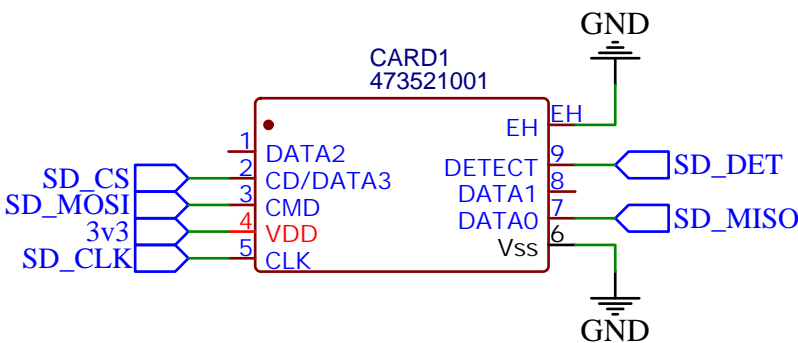 GND
CARD1
473521001
EH
EH
1
DATA2
DETECT
9
SD_DET
SD_CS
2
CD/DATA3
DATA1
8
SD_MOSI
3
CMD
DATA0
7
SD_MISO
3v3
4
VDD
Vss
6
SD_CLK
5
CLK
GND